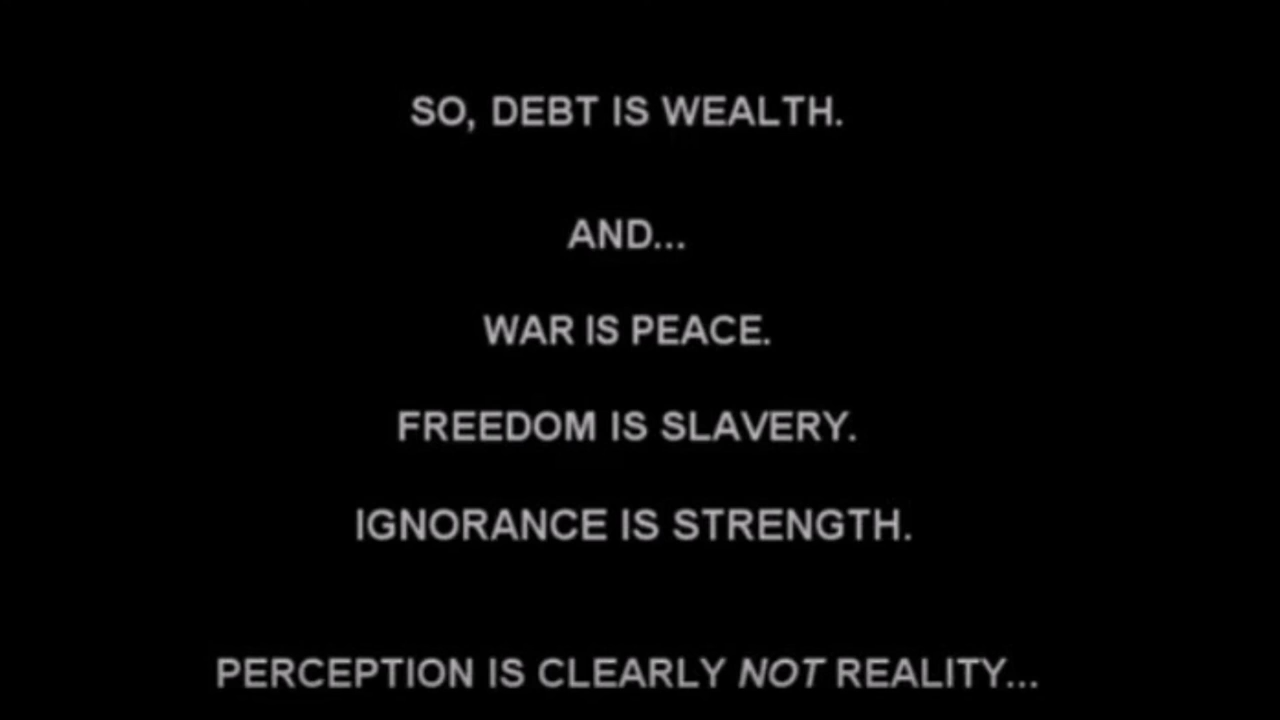 SO, DEBT IS WEALTH.
AND...
WAR IS PEACE.
FREEDOM IS SLAVERY.
IGNORANCE IS STRENGTH.
PERCEPTION IS CLEARLY NOT REALITY...